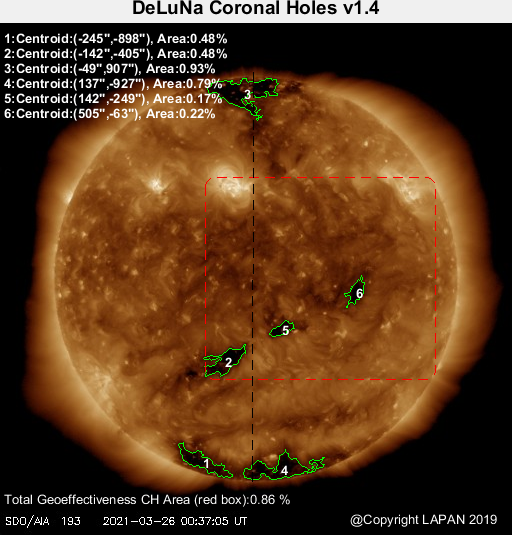 DeLuNa Coronal Holes v1.4
1:Centroid:(-245",-898"), Area:0.48%
2:Centroid:(-142",-405"), Area:0.48%
3:Centroid:(-49",907"), Area:0.93%
4:Centroid:(137",-927"), Area:0.79%
5:Centroid:(142",-249"), Area:0.17%
6:Centroid:(505",-63"), Area:0.22%
3
6
5
2
1
4
Total Geoeffectiveness CH Area (red box):0.86 %
SDO/AIA 193 2021-03-26 00:37:05 UT
@Copyright LAPAN 2019